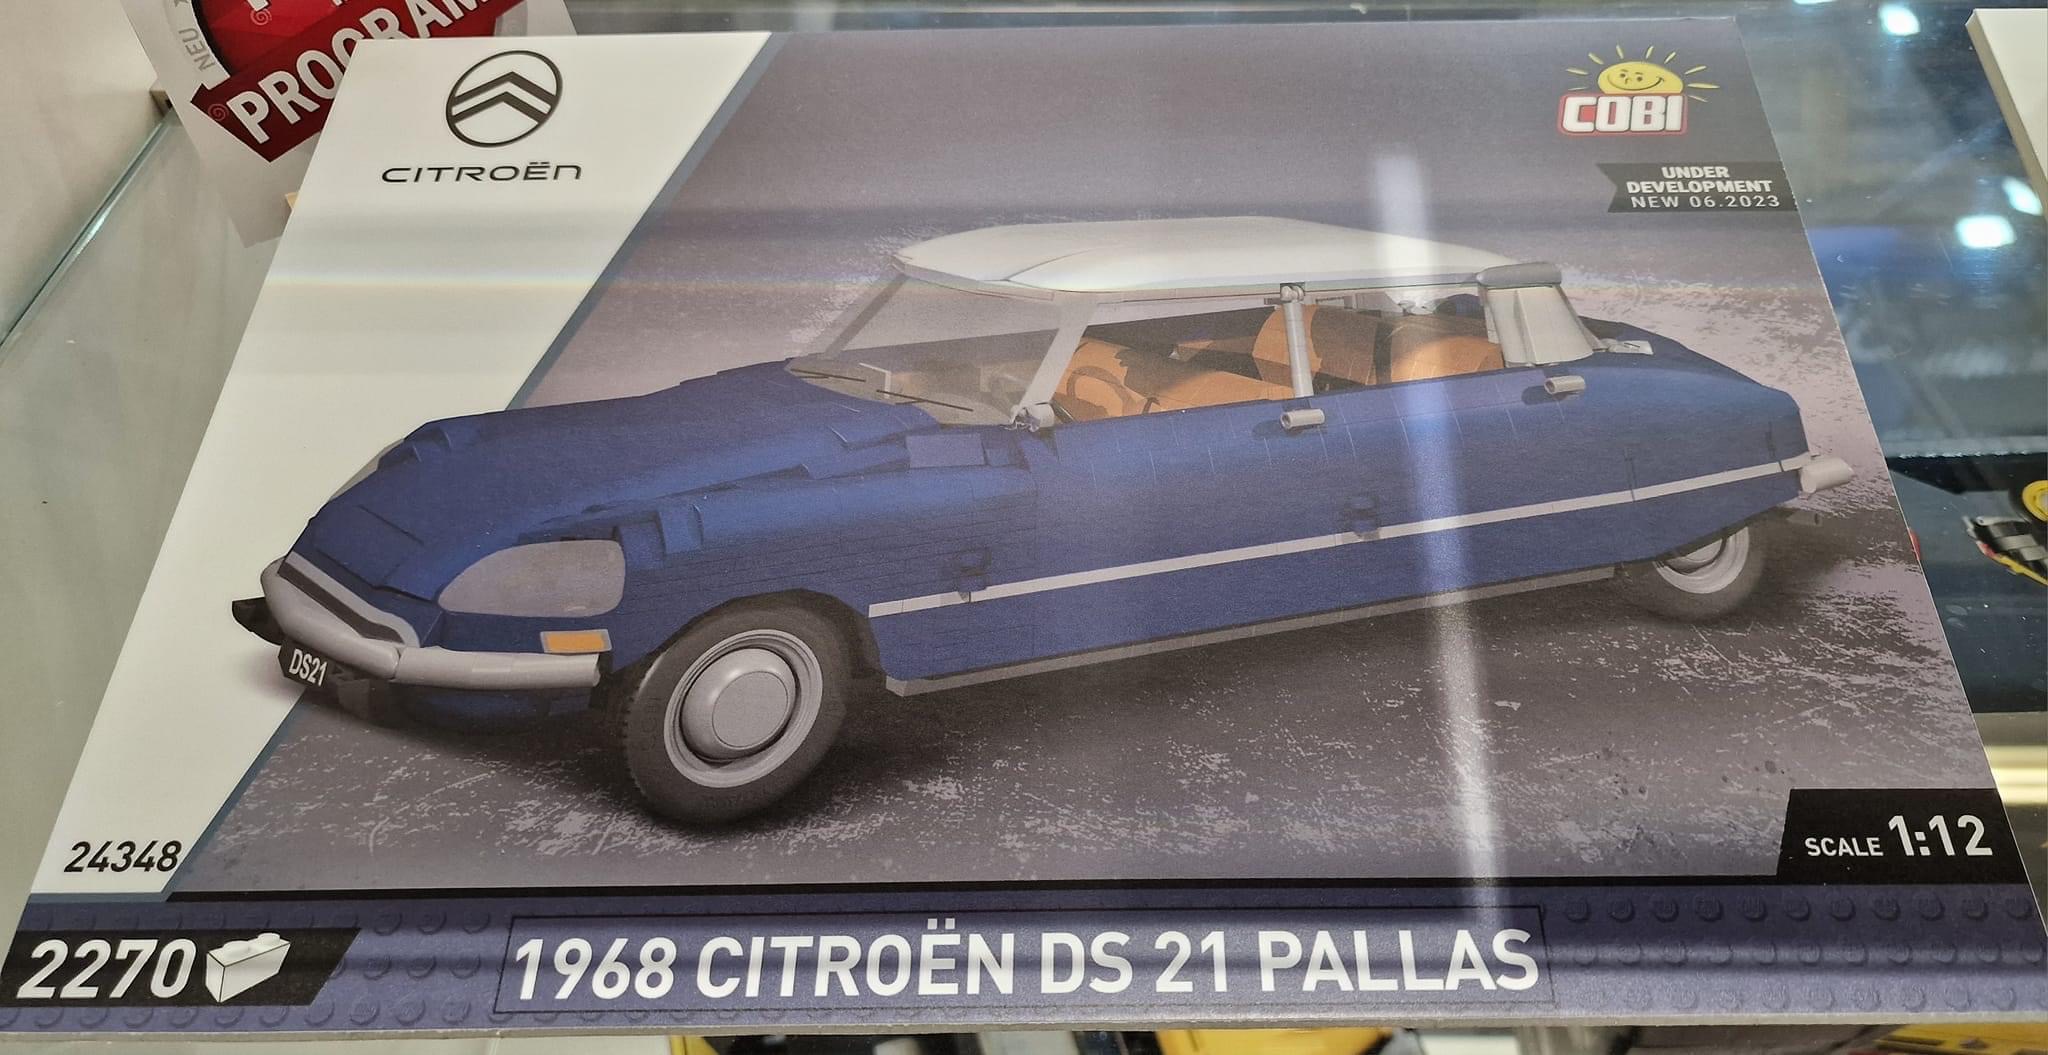 NEU
PROGRAM
CITROËN
COBI
UNDER
DEVELOPMENT
NEW 06.2023
DS21
24348
SCALE 1:12
2270
1968 CITROËN DS 21 PALLAS